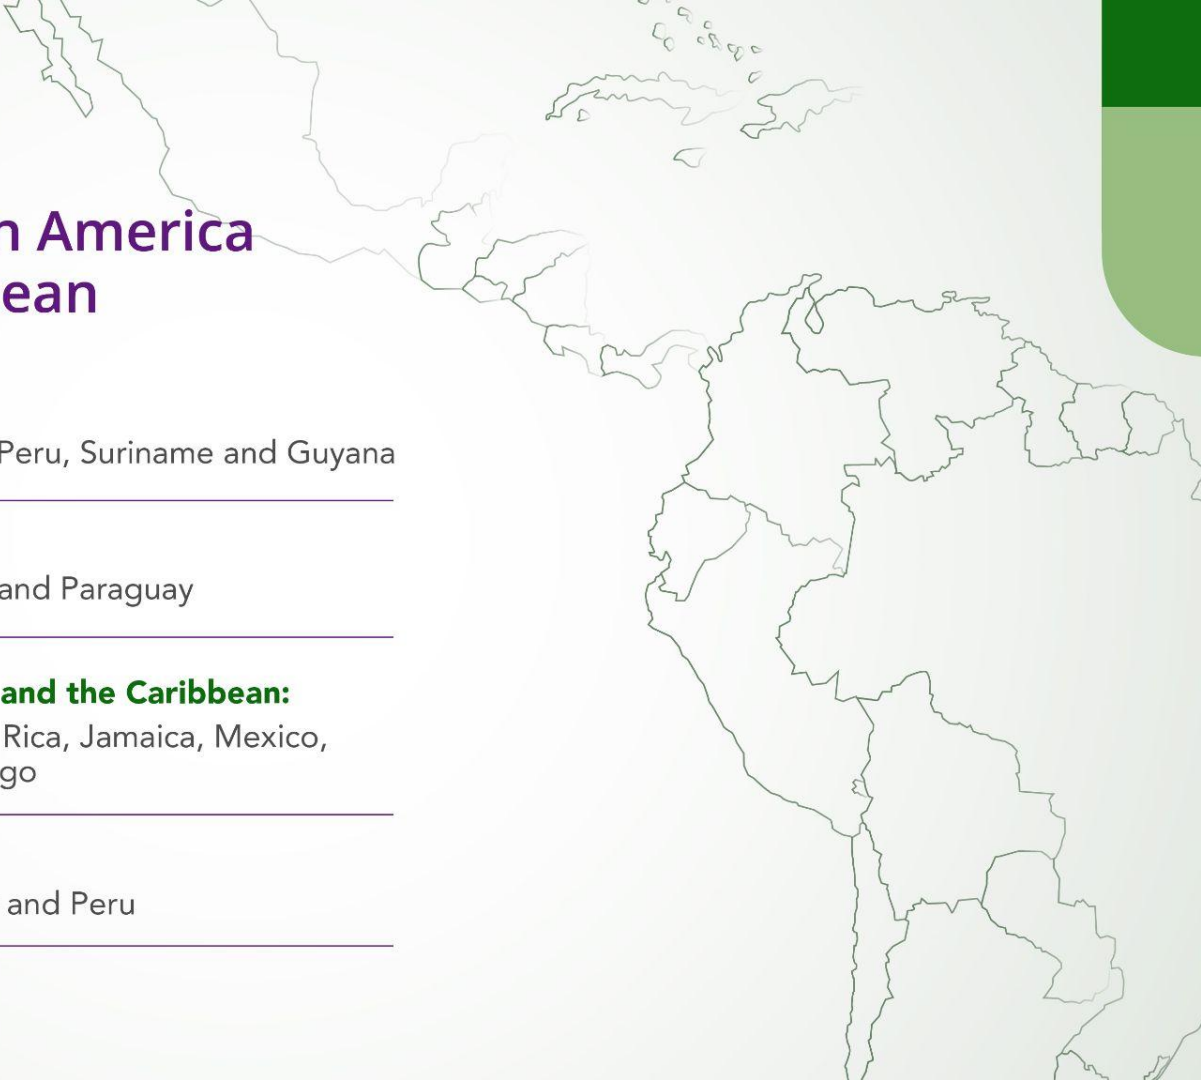 n America
ean
Peru, Suriname and Guyana
and Paraguay
and the Caribbean:
Rica, Jamaica, Mexico,
go
and Peru